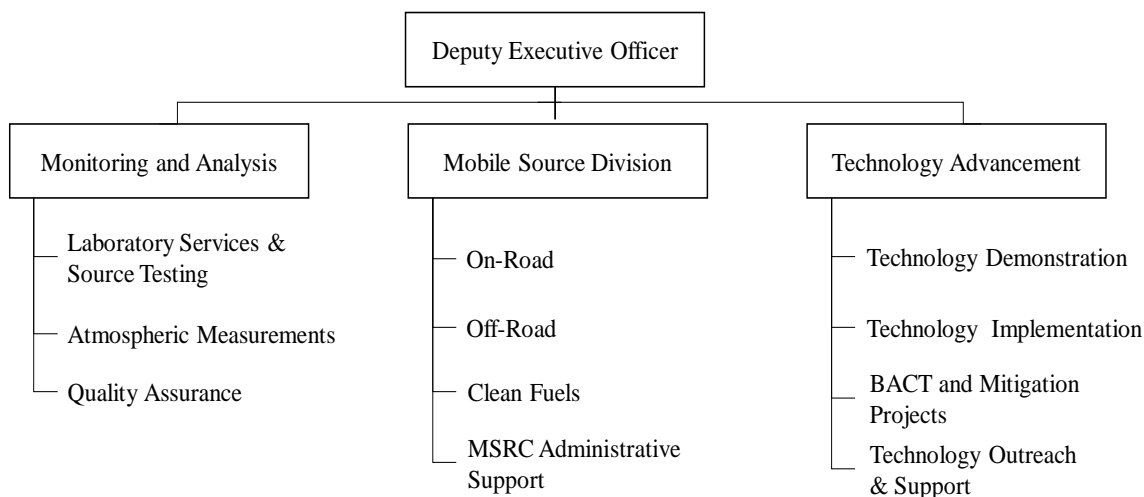 Deputy Executive Officer
Monitoring and Analysis
Laboratory Services &
Source Testing
Atmospheric Measurements
Quality Assurance
Mobile Source Division
On-Road
Off-Road
Clean Fuels
MSRC Administrative
Support
Technology Advancement
Technology Demonstration
Technology Implementation
BACT and Mitigation
Projects
Technology Outreach
& Support